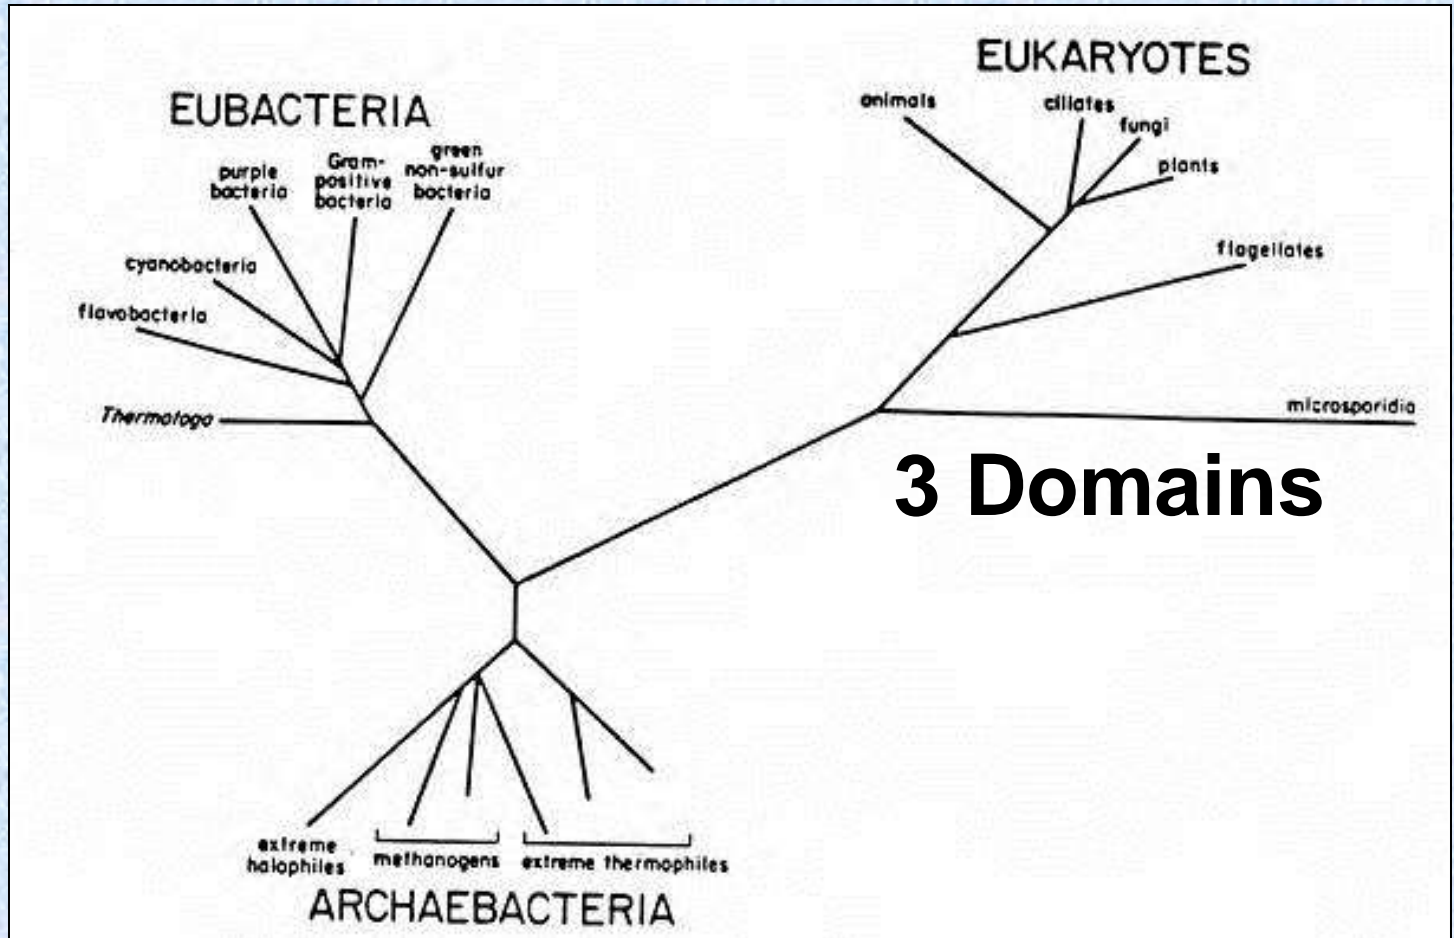 EUBACTERIA
purple
bacteria
Gram-
positive
bacteria
green
non-sulfur
bacteria
cyanobacteria
flavobacteria
Thermotoga
EUKARYOTES
animals
ciliates
fungi
plants
flagellates
microsporidia
3 Domains
extreme
halophiles
methanogens
extreme thermophiles
ARCHAEBACTERIA